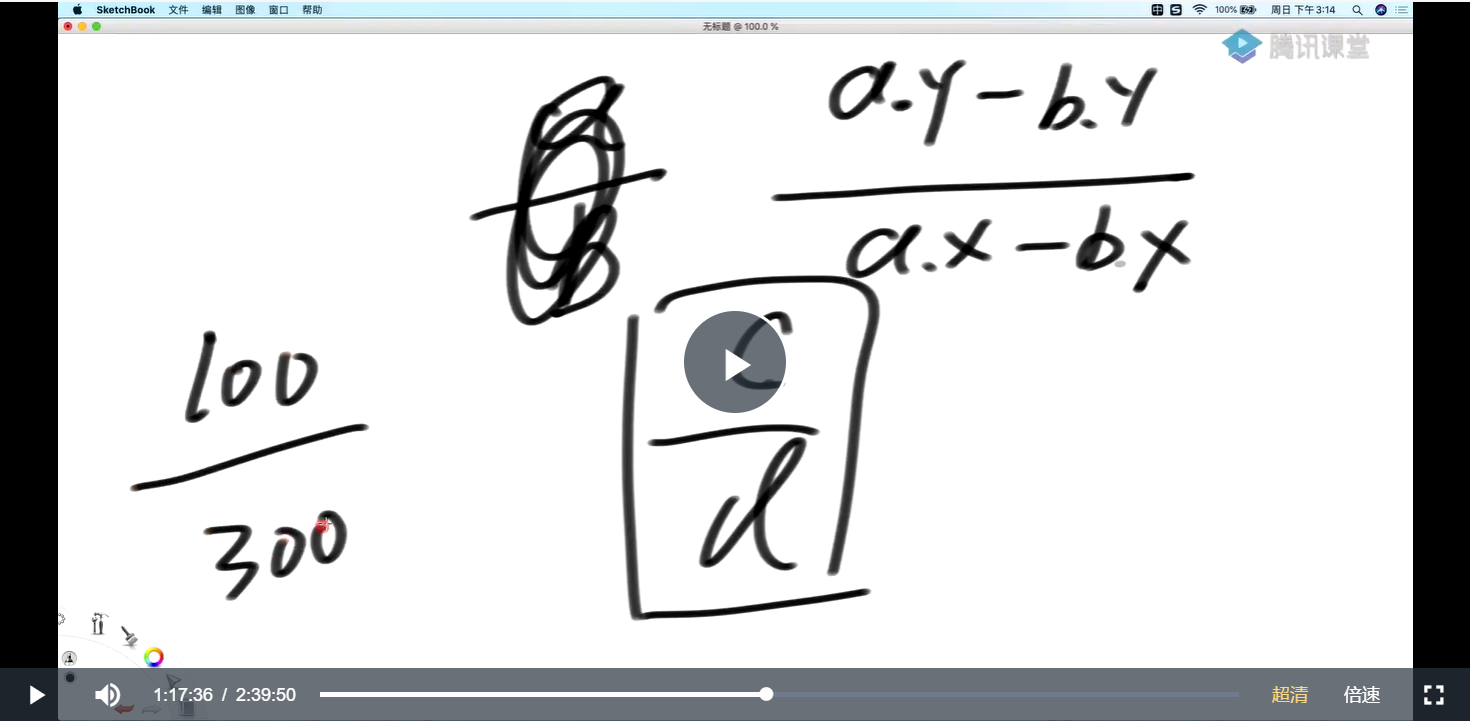 SketchBook 文件 编辑 图像 窗口 帮助
100% 周日 下午3:14
无标题 @ 100.0 %
腾讯课堂
a.y-b.y
a.x-b.x
100
300
c
d
1:17:36 / 2:39:50
超清 倍速